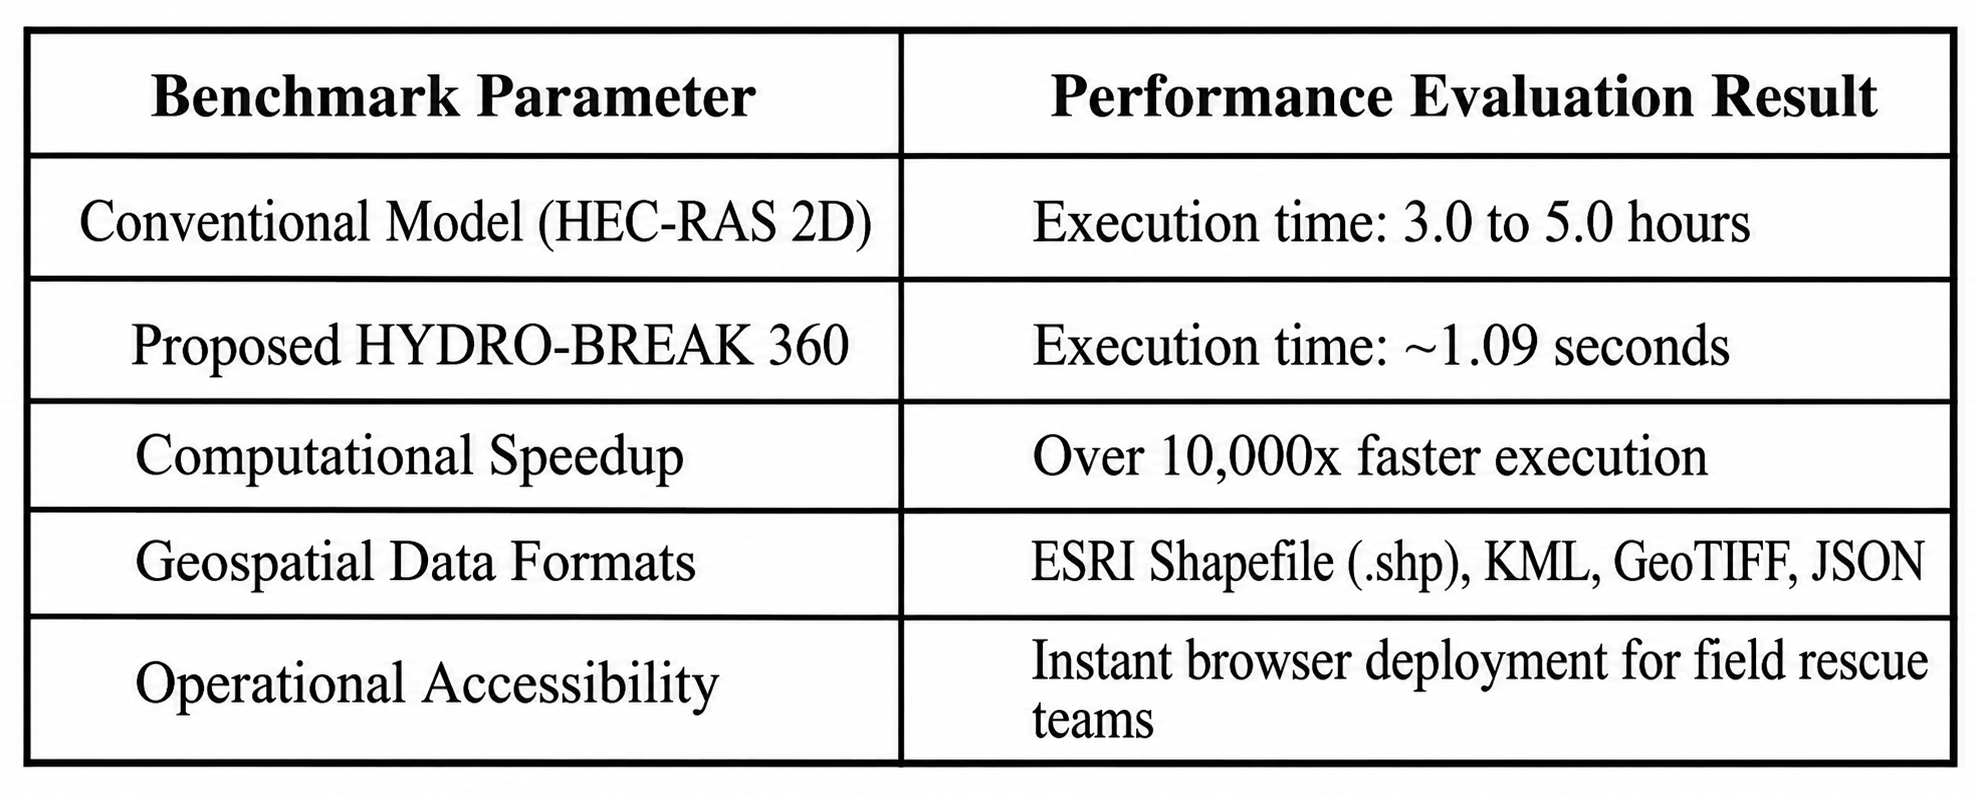 Benchmark Parameter
Performance Evaluation Result
Conventional Model (HEC-RAS 2D)
Execution time: 3.0 to 5.0 hours
Proposed HYDRO-BREAK 360
Execution time: ~1.09 seconds
Computational Speedup
Over 10,000x faster execution
Geospatial Data Formats
ESRI Shapefile (.shp), KML, GeoTIFF, JSON
Operational Accessibility
Instant browser deployment for field rescue
teams